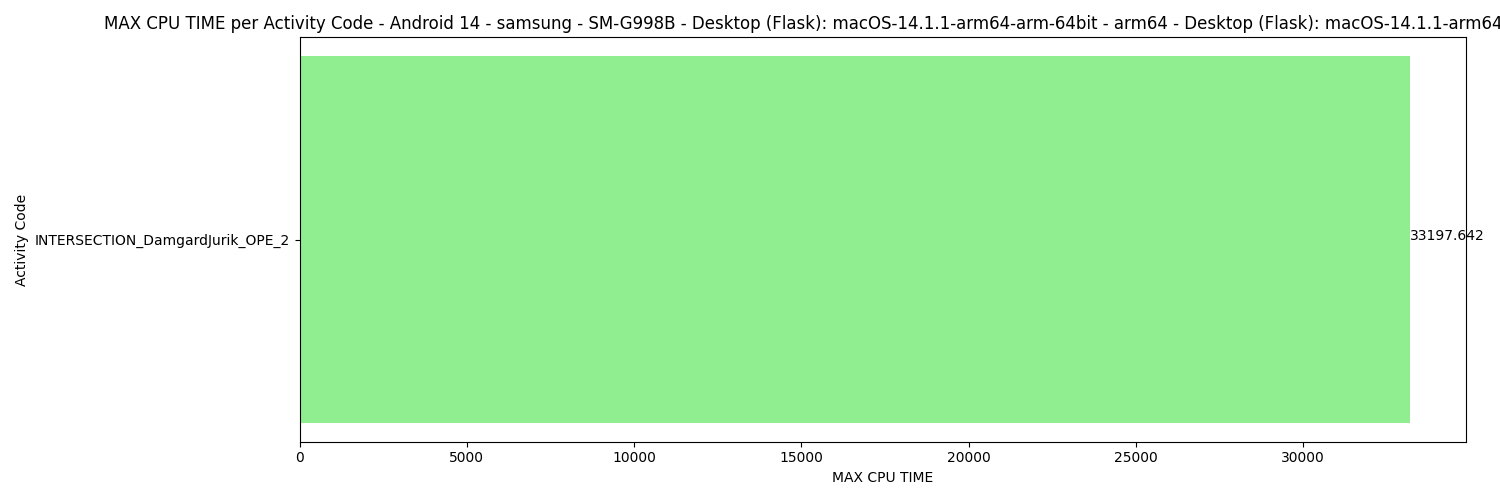 MAX CPU TIME per Activity Code - Android 14 - samsung - SM-G998B - Desktop (Flask): macOS-14.1.1-arm64-arm-64bit - arm64 - Desktop (Flask): macOS-14.1.1-arm64
Activity Code
INTERSECTION_DamgardJurik_OPE_2
33197.642
0 5000 10000 15000 20000 25000 30000
MAX CPU TIME